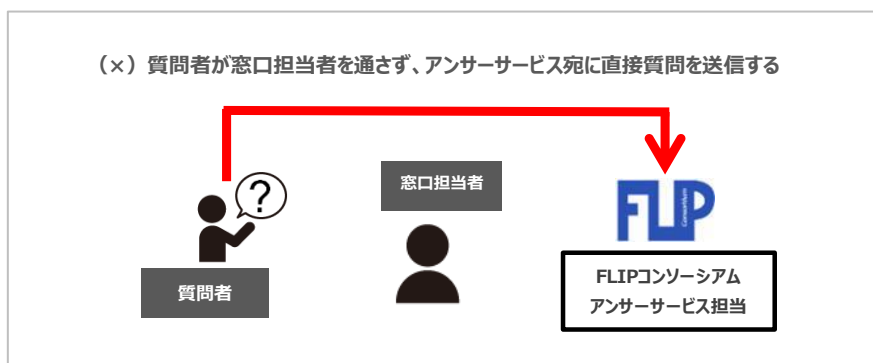 （×）質問者が窓口担当者を通さず、アンサーサービス宛に直接質問を送信する
?
窓口担当者
FLIP
Consortium
質問者
FLIPコンソーシアム
アンサーサービス担当